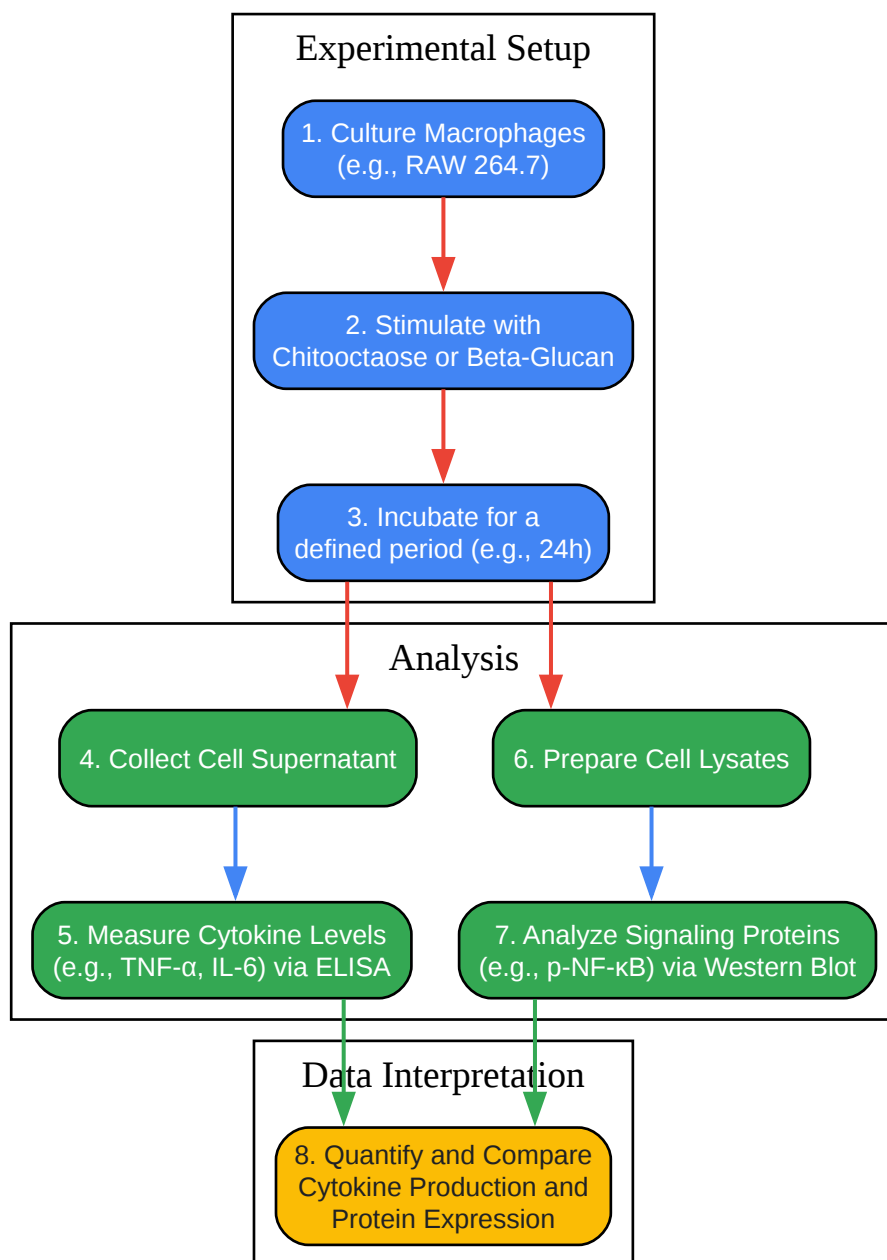 Experimental Setup
1. Culture Macrophages
(e.g., RAW 264.7)
2. Stimulate with
Chitooctaose or Beta-Glucan
3. Incubate for a
defined period (e.g., 24h)
Analysis
4. Collect Cell Supernatant
6. Prepare Cell Lysates
5. Measure Cytokine Levels
(e.g., TNF-α, IL-6) via ELISA
7. Analyze Signaling Proteins
(e.g., p-NF-κB) via Western Blot
Data Interpretation
8. Quantify and Compare
Cytokine Production and
Protein Expression